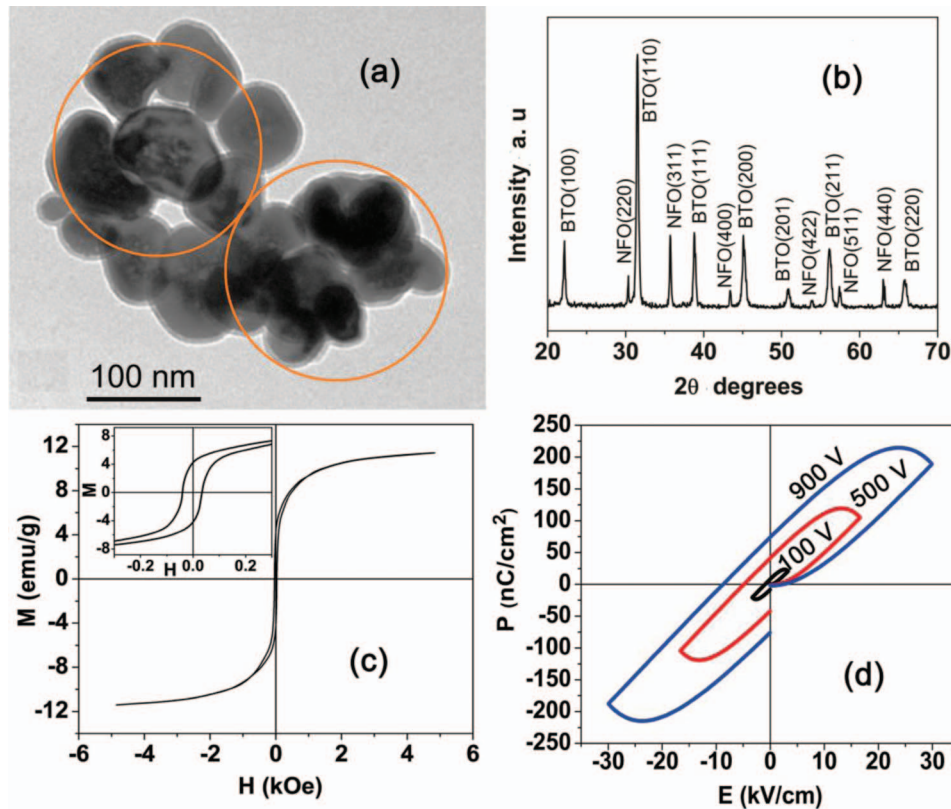 (a)
100 nm
(b)
Intensity a. u
BTO(100)
NFO(220)
BTO(110)
NFO(311)
BTO(111)
NFO(400)
BTO(200)
BTO(201)
NFO(422)
BTO(211)
NFO(511)
NFO(440)
BTO(220)
20 30 40 50 60 70
2θ degrees
M (emu/g)
12
8
4
0
-4
-8
-12
M
8
4
0
-4
-8
-0.2 0.0 0.2
H
(c)
-6 -4 -2 0 2 4 6
H (kOe)
P (nC/cm²)
250
200
150
100
50
0
-50
-100
-150
-200
-250
900 V
500 V
100 V
(d)
-30 -20 -10 0 10 20 30
E (kV/cm)